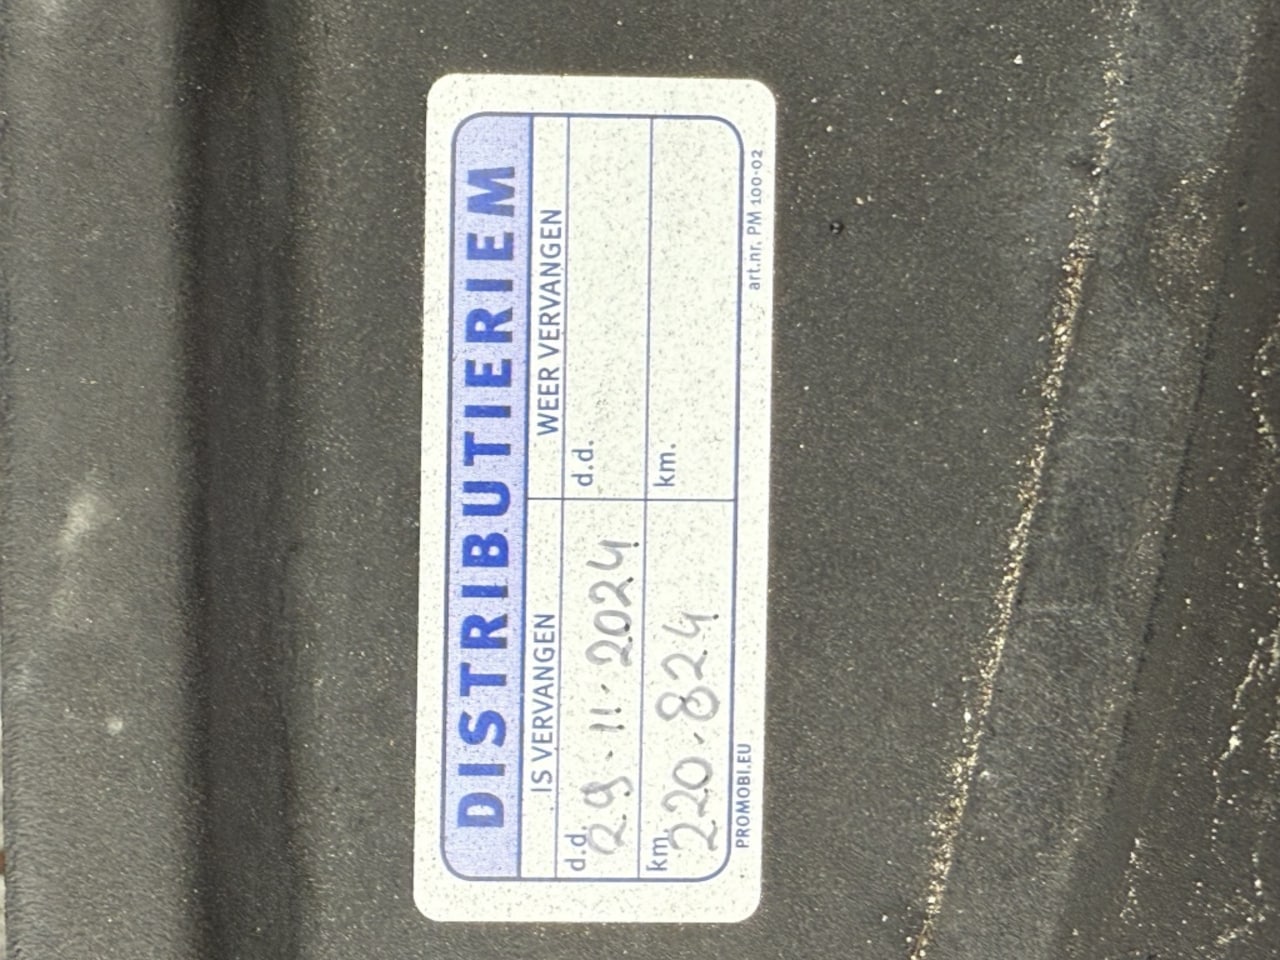 DISTRIBUTIERIEM
IS VERVANGEN
WEER VERVANGEN
d.d. 29.11.2024
d.d.
km. 220.824
km.
PROMOBI.EU
art.nr. PM 100-02